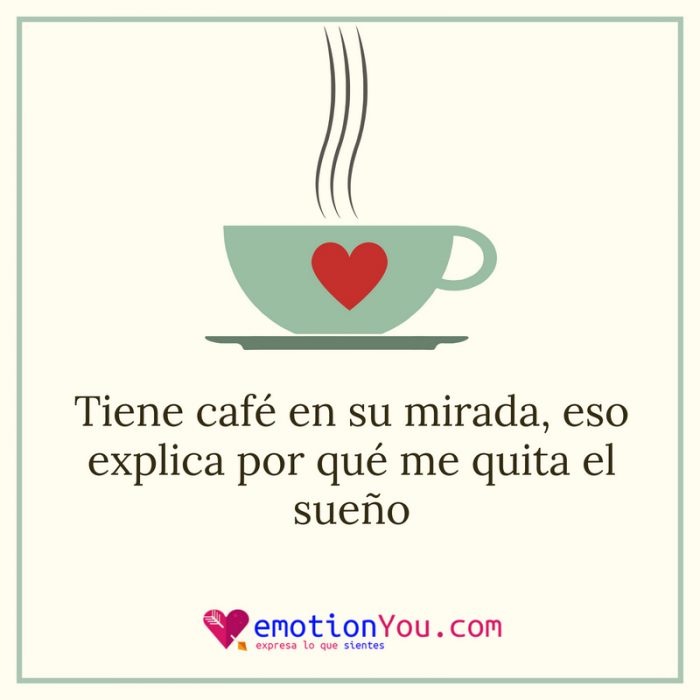 Tiene café en su mirada, eso
explica por qué me quita el
sueño
emotionYou.com
expresa lo que sientes